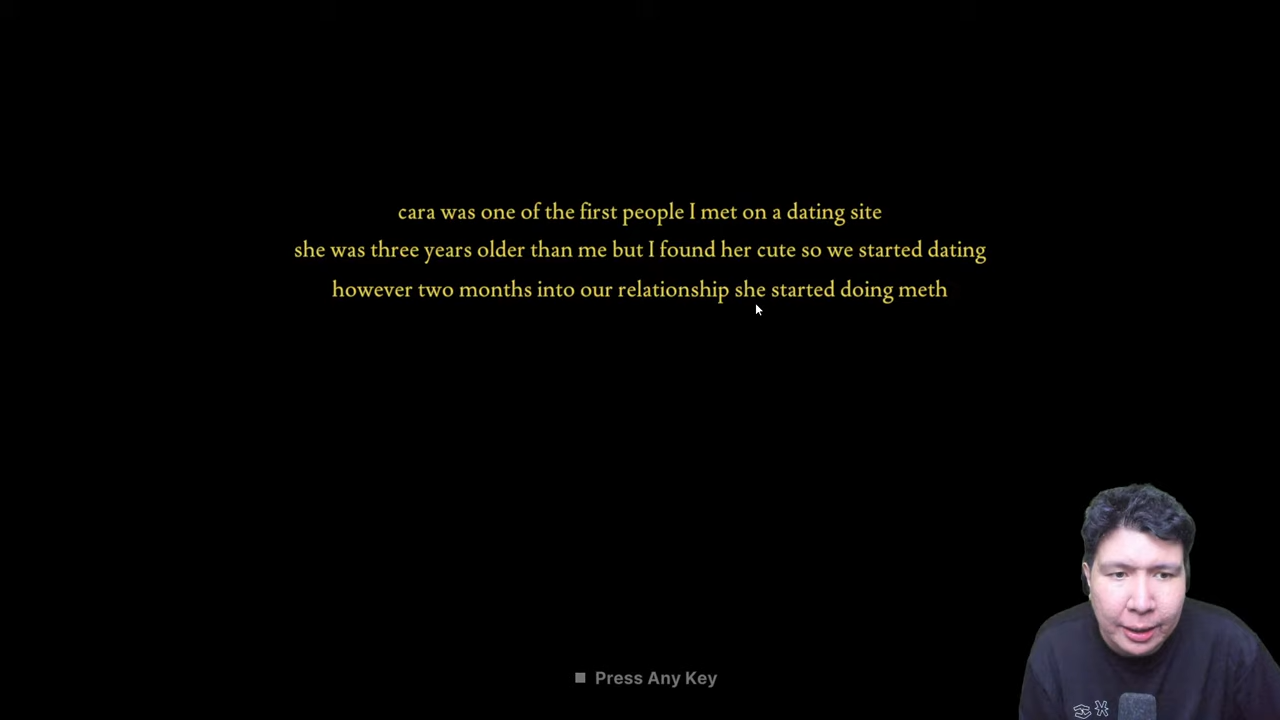 cara was one of the first people I met on a dating site
she was three years older than me but I found her cute so we started dating
however two months into our relationship she started doing meth
Press Any Key